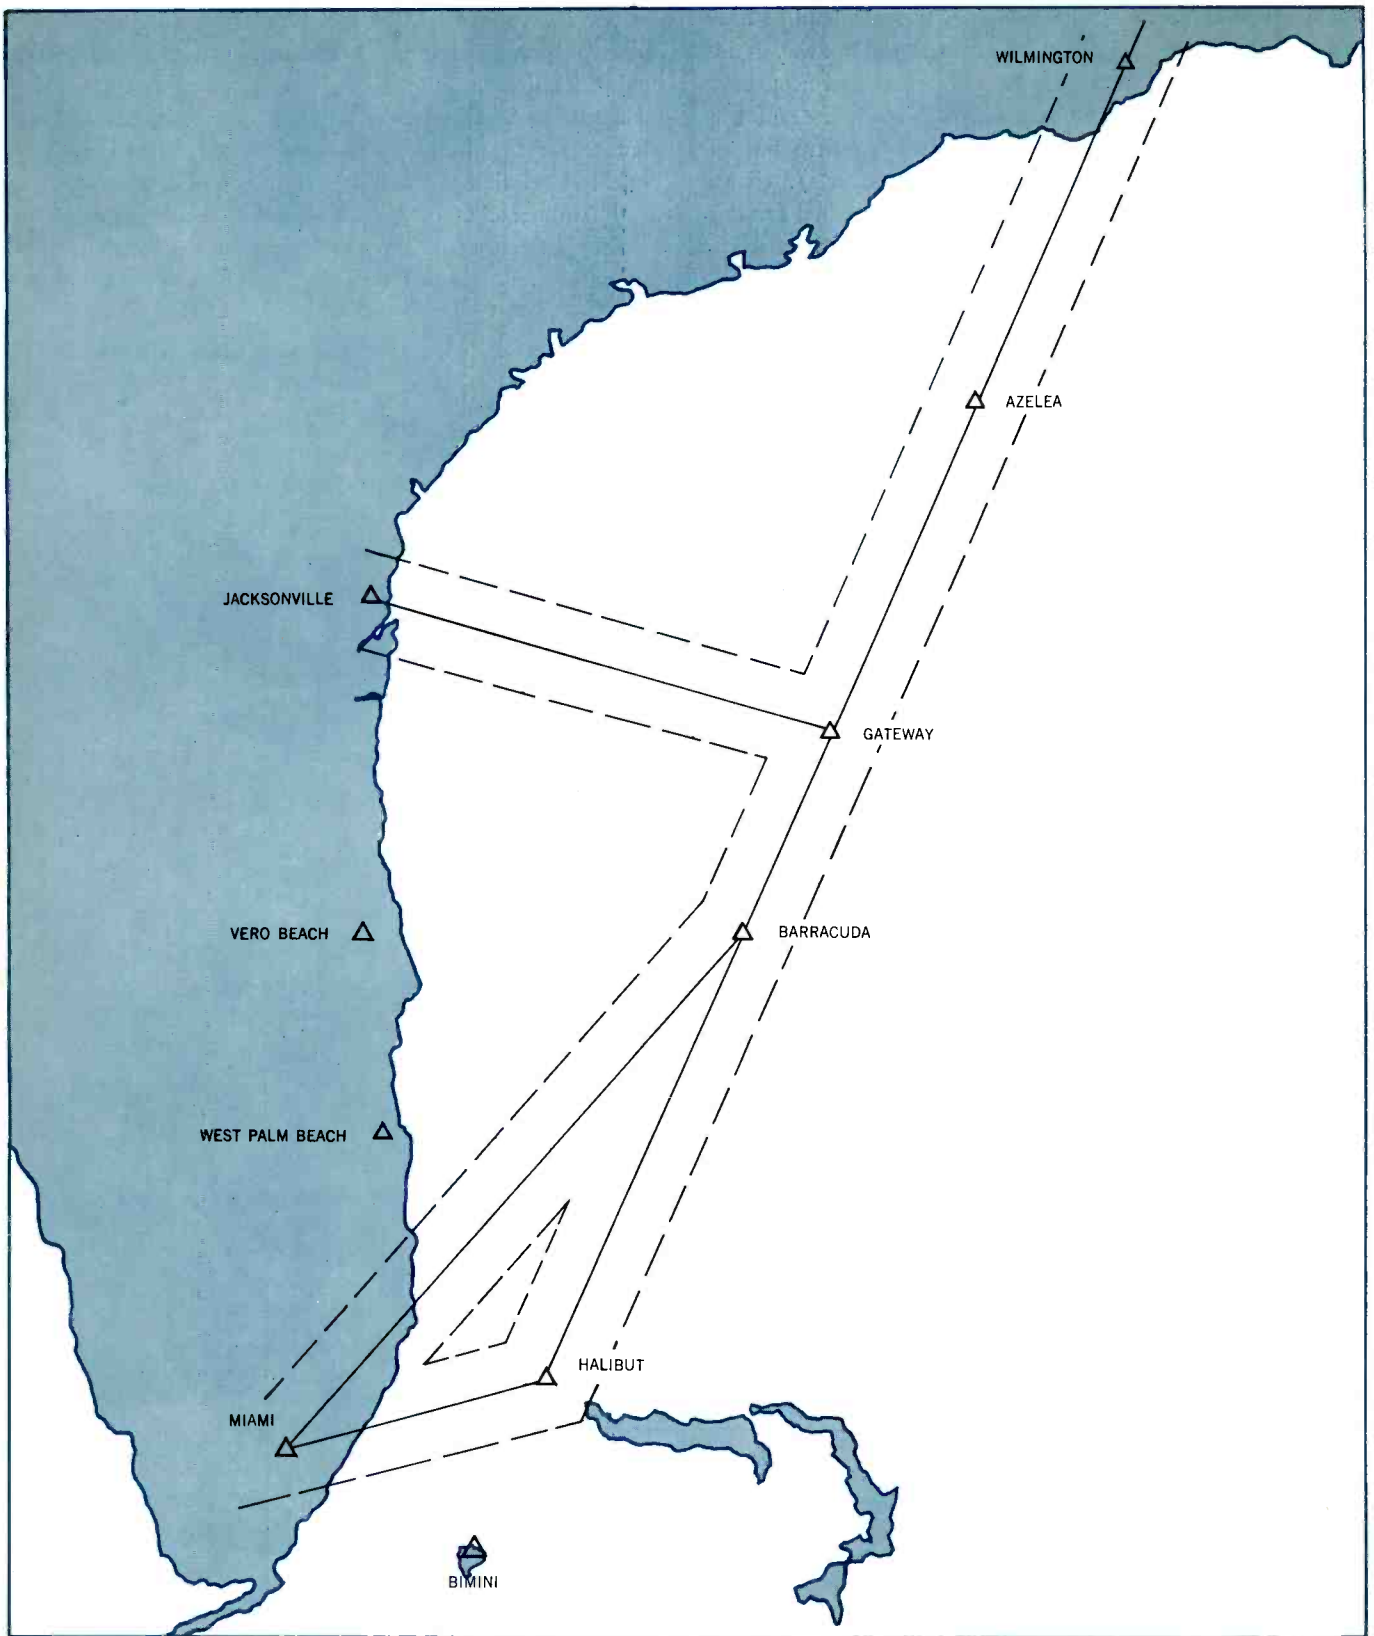 WILMINGTON
AZELEA
JACKSONVILLE
GATEWAY
VERO BEACH
BARRACUDA
WEST PALM BEACH
HALIBUT
MIAMI
BIMINI